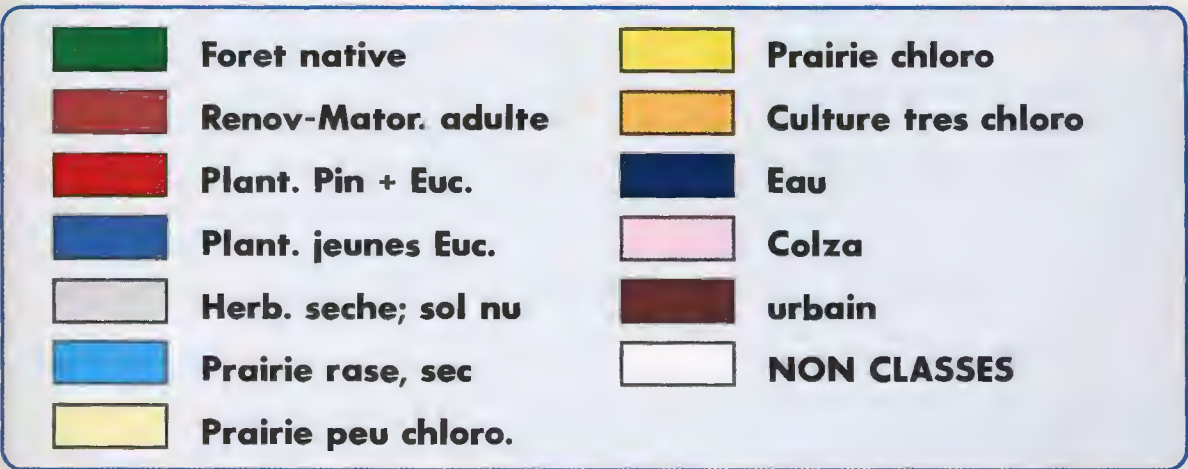 Foret native
Renov-Mator. adulte
Plant. Pin + Euc.
Plant. jeunes Euc.
Herb. seche; sol nu
Prairie rase, sec
Prairie peu chloro.
Prairie chloro
Culture tres chloro
Eau
Colza
urbain
NON CLASSES